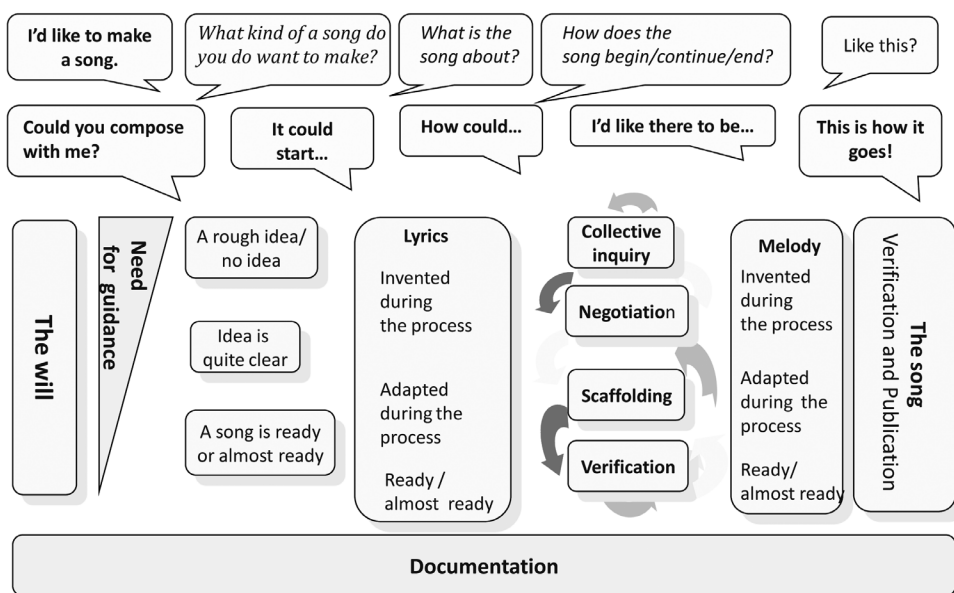 I'd like to make
a song.
What kind of a song do
you do want to make?
What is the
song about?
How does the
song begin/continue/end?
Like this?
Could you compose
with me?
It could
start...
How could...
I'd like there to be...
This is how it
goes!
The will
Need
for guidance
A rough idea/
no idea
Idea is
quite clear
A song is ready
or almost ready
Lyrics
Invented
during
the process
Adapted
during the
process
Ready /
almost ready
Collective
inquiry
Negotiation
Scaffolding
Verification
Melody
Invented
during
the process
Adapted
during the
process
Ready/
almost ready
The song
Verification and Publication
Documentation